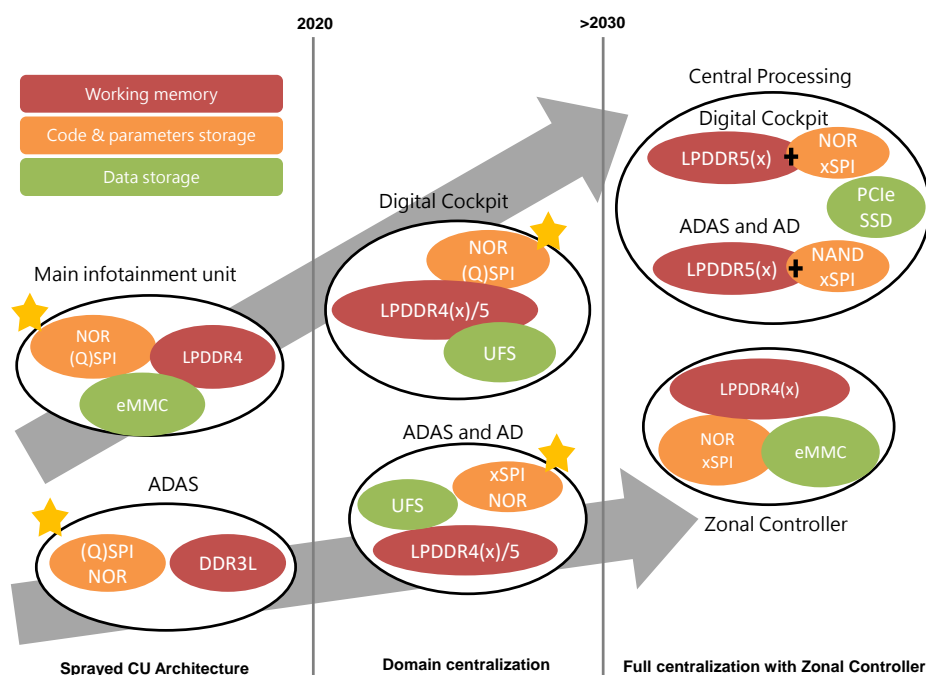 2020
>2030
Working memory
Code & parameters storage
Data storage
Main infotainment unit
NOR
(Q)SPI
LPDDR4
eMMC
ADAS
(Q)SPI
NOR
DDR3L
Sprayed CU Architecture
Digital Cockpit
NOR
(Q)SPI
LPDDR4(x)/5
UFS
ADAS and AD
xSPI
NOR
UFS
LPDDR4(x)/5
Domain centralization
Central Processing
Digital Cockpit
LPDDR5(x)
+
NOR
xSPI
PCIe
SSD
ADAS and AD
LPDDR5(x)
+
NAND
xSPI
LPDDR4(x)
NOR
xSPI
eMMC
Zonal Controller
Full centralization with Zonal Controller